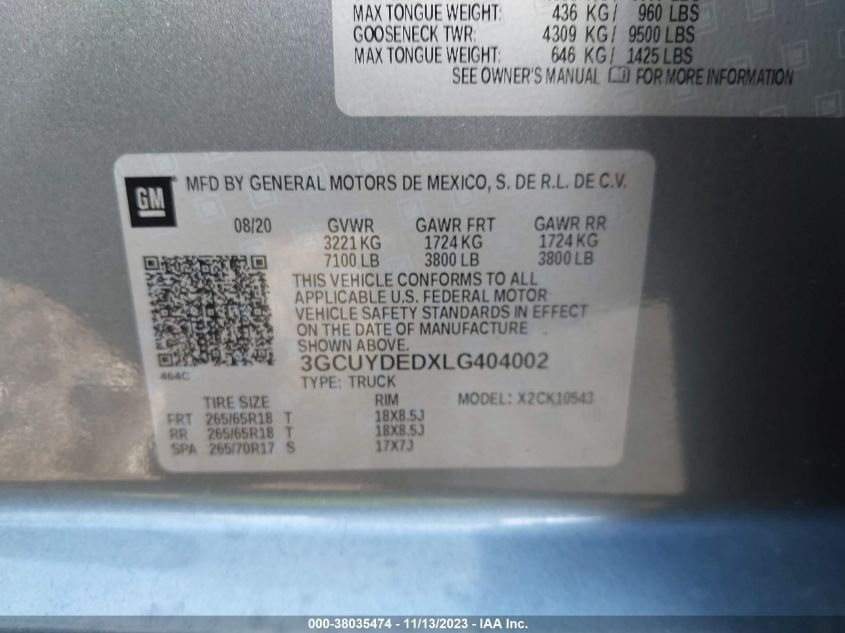 MAX TONGUE WEIGHT: 436 KG / 960 LBS
GOOSENECK TWR: 4309 KG / 9500 LBS
MAX TONGUE WEIGHT: 646 KG / 1425 LBS
SEE OWNER'S MANUAL FOR MORE INFORMATION
GM
MFD BY GENERAL MOTORS DE MEXICO, S. DE R.L. DE C.V.
08/20 GVWR GAWR FRT GAWR RR
3221 KG 1724 KG 1724 KG
7100 LB 3800 LB 3800 LB
THIS VEHICLE CONFORMS TO ALL
APPLICABLE U.S. FEDERAL MOTOR
VEHICLE SAFETY STANDARDS IN EFFECT
ON THE DATE OF MANUFACTURE
SHOWN ABOVE.
464C
3GCUYDEDXLG404002
TYPE: TRUCK
MODEL: X2CK10543
TIRE SIZE RIM
FRT 265/65R18 T 18X8.5J
RR 265/65R18 T 18X8.5J
SPA 265/70R17 S 17X7J
000-38035474 - 11/13/2023 - IAA Inc.